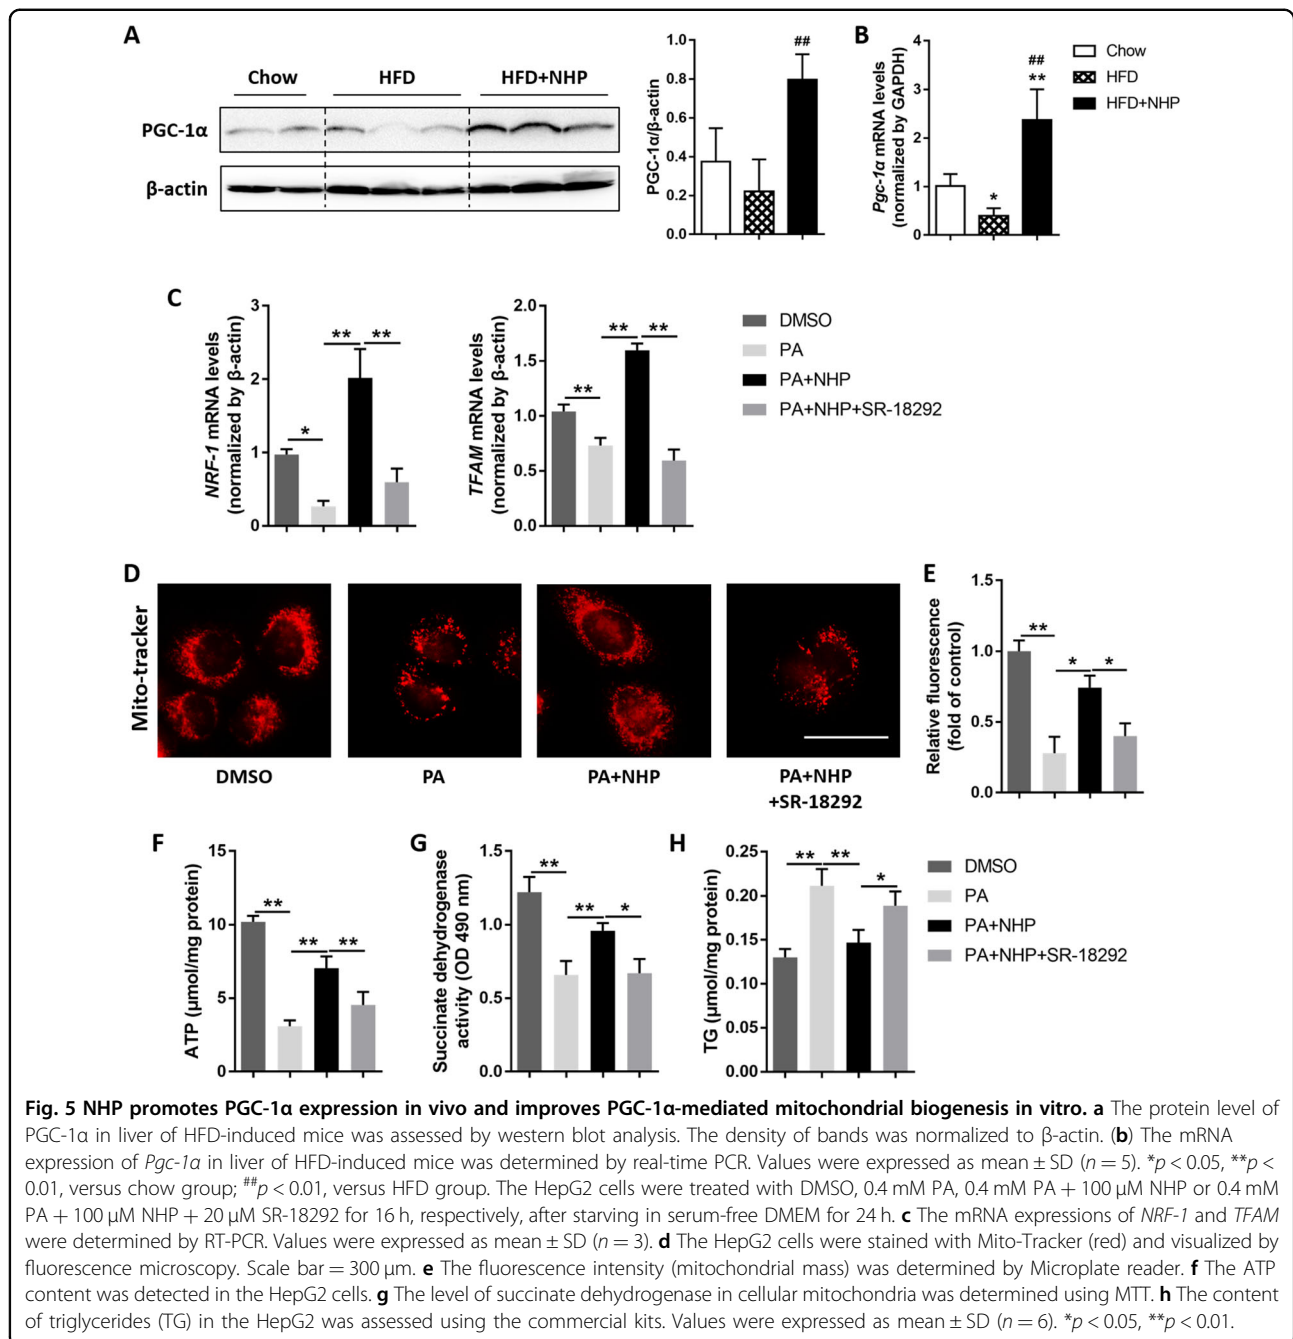 A
Chow
HFD
HFD+NHP
PGC-1α
β-actin
PGC-1α/β-actin
1.0
0.8
0.6
0.4
0.2
0.0
##
B
Pgc-1α mRNA levels
(normalized by GAPDH)
4
3
2
1
0
*
##
**
Chow
HFD
HFD+NHP
C
NRF-1 mRNA levels
(normalized by β-actin)
3
2
1
0
*
**
**
TFAM mRNA levels
(normalized by β-actin)
2.0
1.5
1.0
0.5
0.0
**
**
**
DMSO
PA
PA+NHP
PA+NHP+SR-18292
D
Mito-tracker
DMSO
PA
PA+NHP
PA+NHP
+SR-18292
E
Relative fluorescence
(fold of control)
1.5
1.0
0.5
0.0
**
*
*
F
ATP (μmol/mg protein)
15
10
5
0
**
**
**
G
Succinate dehydrogenase
activity (OD 490 nm)
1.5
1.0
0.5
0.0
**
**
*
H
TG (μmol/mg protein)
0.25
0.20
0.15
0.10
0.05
0.00
**
**
*
DMSO
PA
PA+NHP
PA+NHP+SR-18292
Fig. 5 NHP promotes PGC-1α expression in vivo and improves PGC-1α-mediated mitochondrial biogenesis in vitro. a The protein level of
PGC-1α in liver of HFD-induced mice was assessed by western blot analysis. The density of bands was normalized to β-actin. (b) The mRNA
expression of Pgc-1α in liver of HFD-induced mice was determined by real-time PCR. Values were expressed as mean ± SD (n = 5). *p < 0.05, **p <
0.01, versus chow group; ##p < 0.01, versus HFD group. The HepG2 cells were treated with DMSO, 0.4 mM PA, 0.4 mM PA + 100 μM NHP or 0.4 mM
PA + 100 μM NHP + 20 μM SR-18292 for 16 h, respectively, after starving in serum-free DMEM for 24 h. c The mRNA expressions of NRF-1 and TFAM
were determined by RT-PCR. Values were expressed as mean ± SD (n = 3). d The HepG2 cells were stained with Mito-Tracker (red) and visualized by
fluorescence microscopy. Scale bar = 300 μm. e The fluorescence intensity (mitochondrial mass) was determined by Microplate reader. f The ATP
content was detected in the HepG2 cells. g The level of succinate dehydrogenase in cellular mitochondria was determined using MTT. h The content
of triglycerides (TG) in the HepG2 was assessed using the commercial kits. Values were expressed as mean ± SD (n = 6). *p < 0.05, **p < 0.01.